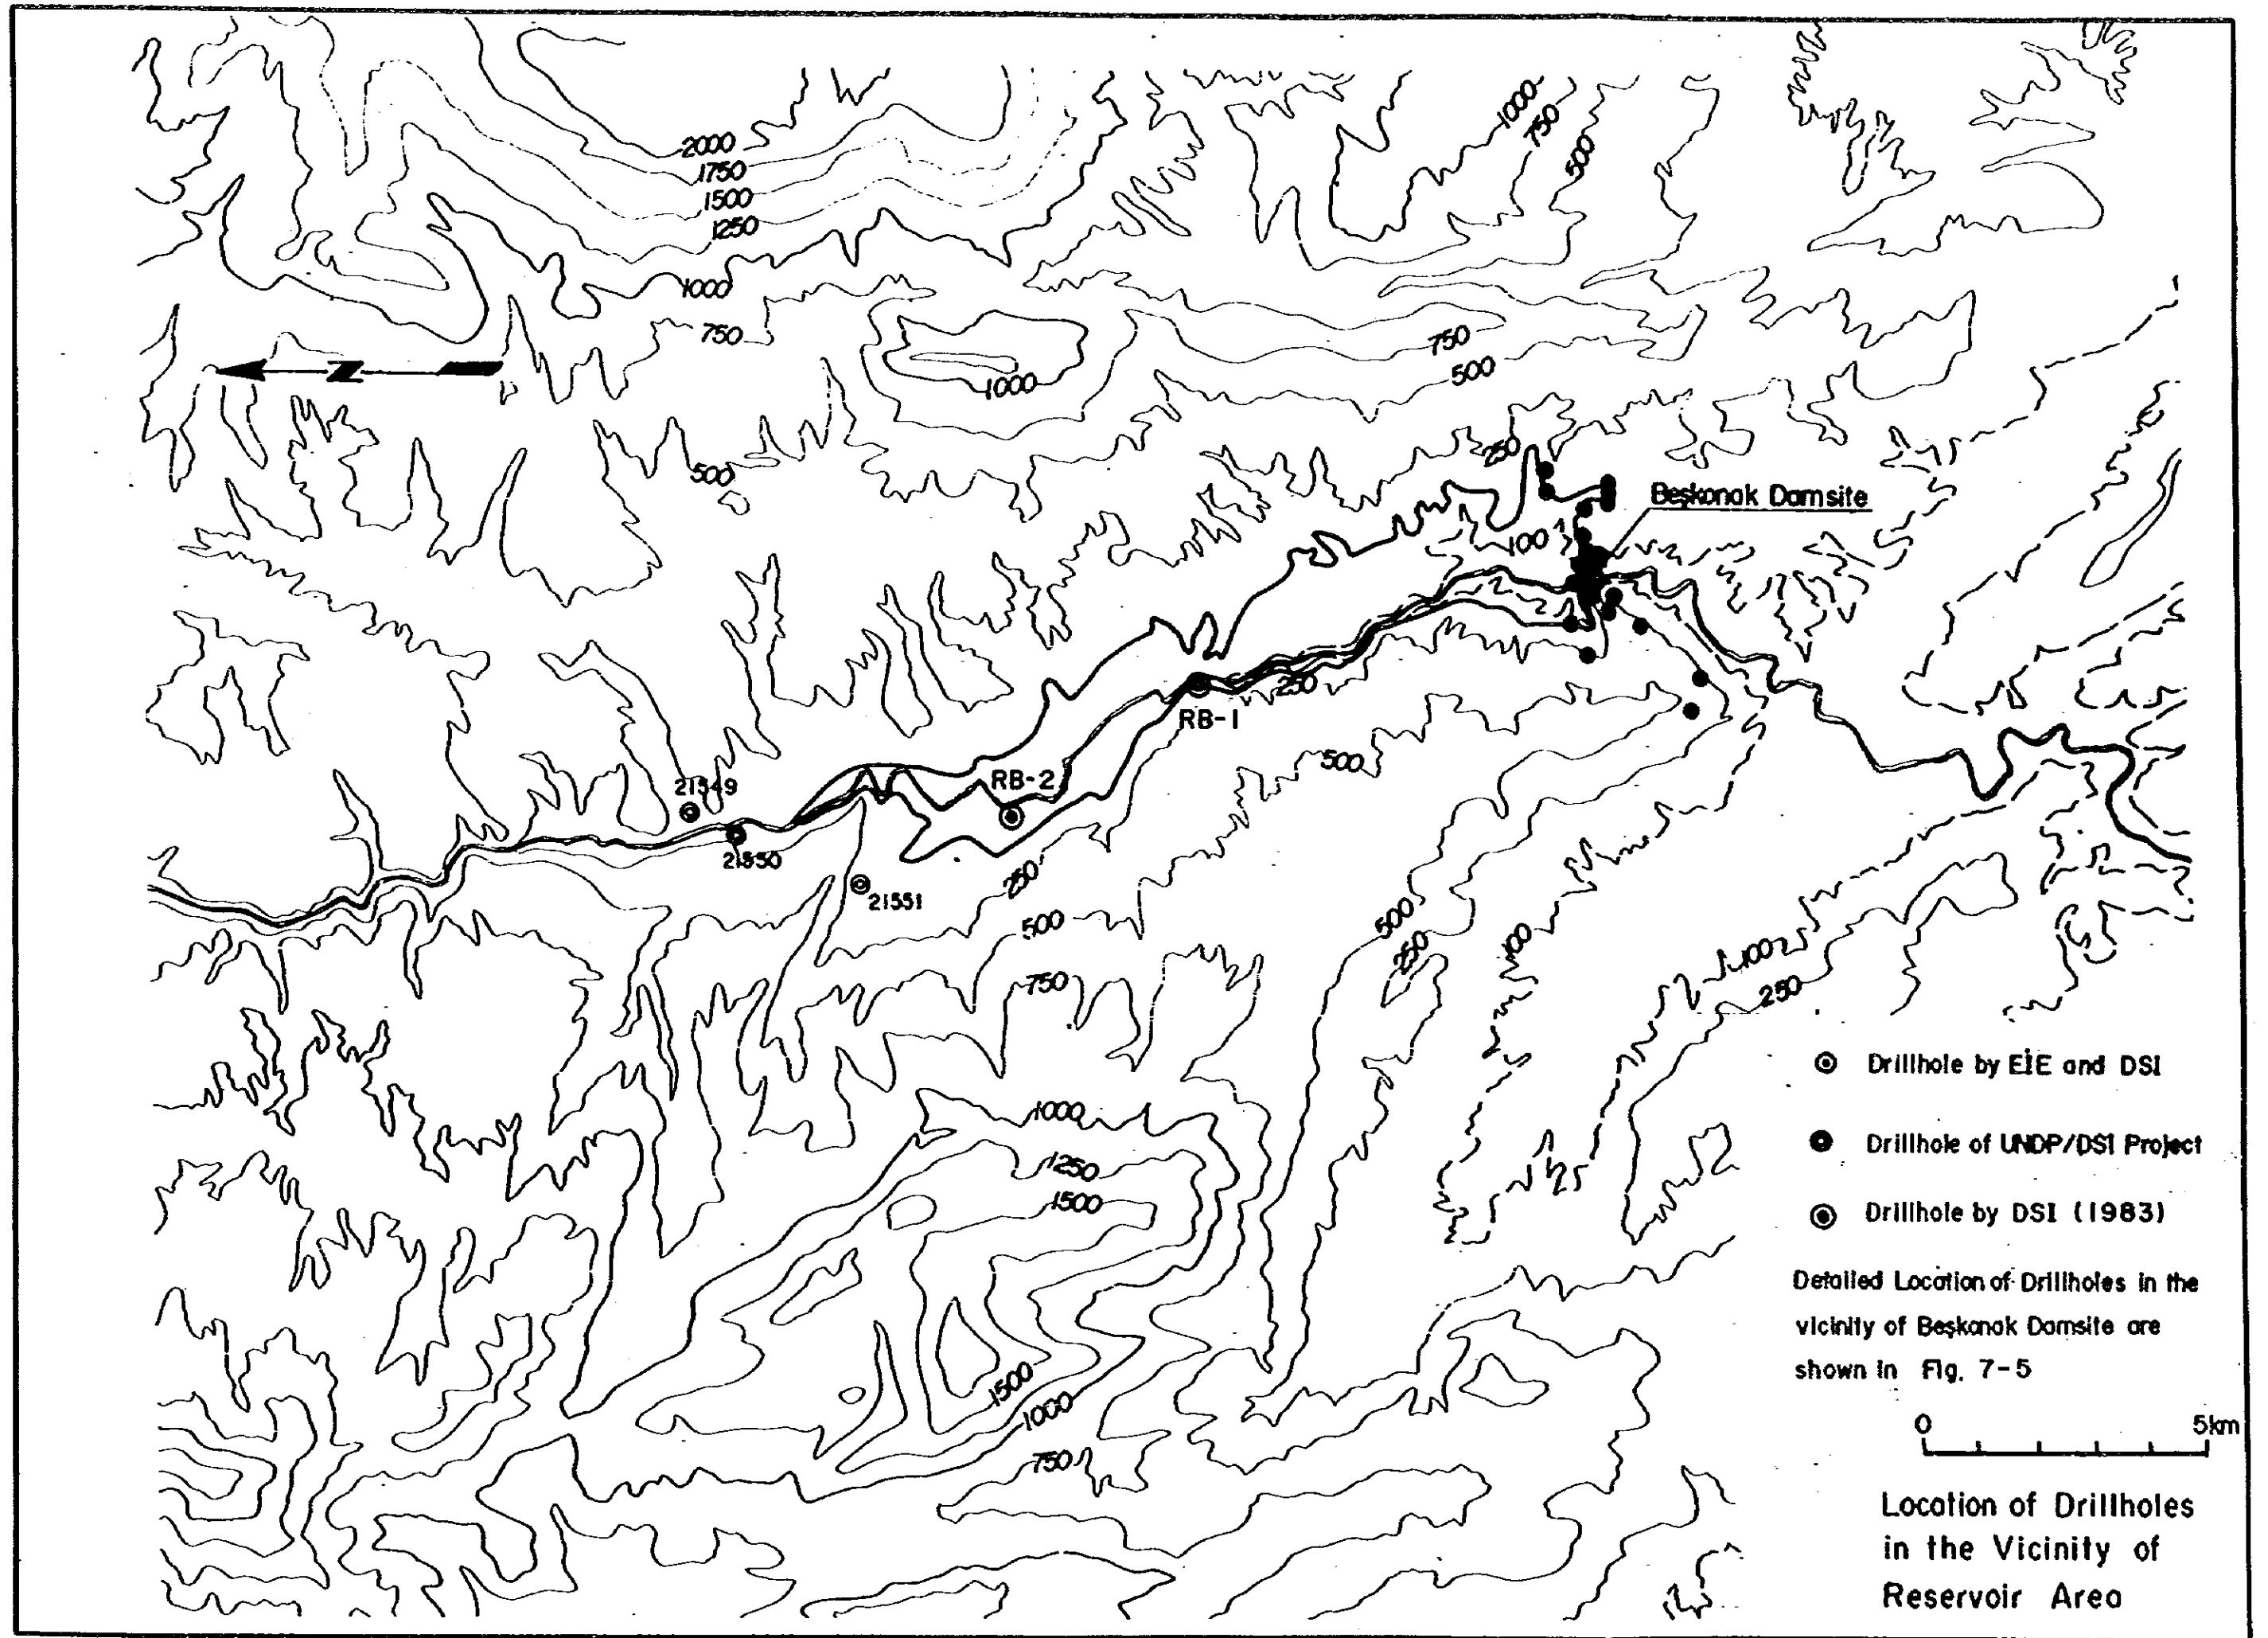 2000
1750
1500
1250
1000
750
500
1000
750
500
1000
750
500
N
250
100
Beşkonak Damsite
RB-1
250
RB-2
500
21549
21550
21551
250
500
750
500
250
100
100
250
1000
1250
1500
1500
1000
750
Drillhole by EİE and DSI
Drillhole of UNDP/DSI Project
Drillhole by DSI (1983)
Detailed Location of Drillholes in the
vicinity of Beşkonak Damsite are
shown in Fig. 7-5
0 5km
Location of Drillholes
in the Vicinity of
Reservoir Area